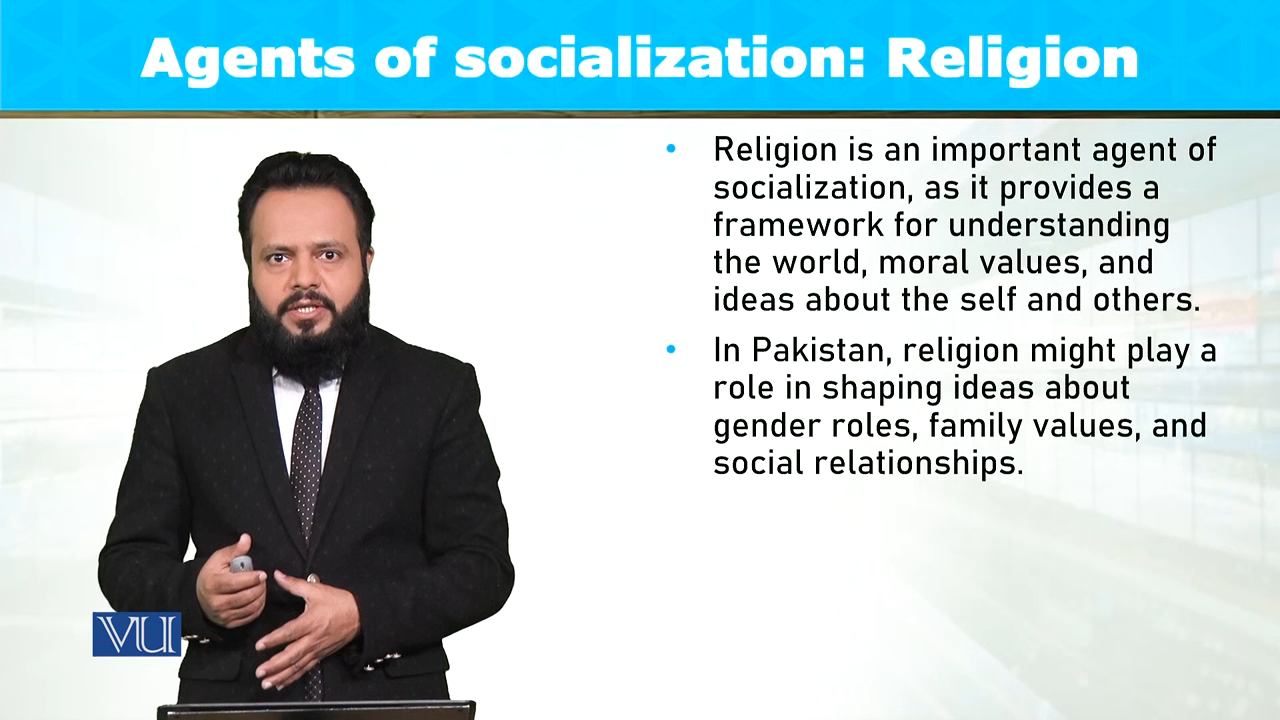 Agents of socialization: Religion
• Religion is an important agent of
socialization, as it provides a
framework for understanding
the world, moral values, and
ideas about the self and others.
• In Pakistan, religion might play a
role in shaping ideas about
gender roles, family values, and
social relationships.
VU